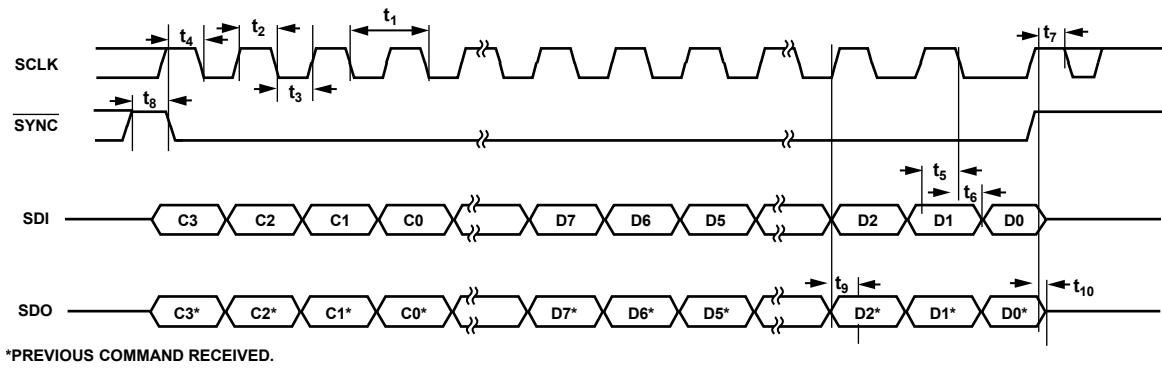 t4 t2 t1 t7
SCLK
t3
t8
SYNC
t5
t6
SDI C3 C2 C1 C0 D7 D6 D5 D2 D1 D0
t9 t10
SDO C3* C2* C1* C0* D7* D6* D5* D2* D1* D0*
*PREVIOUS COMMAND RECEIVED.